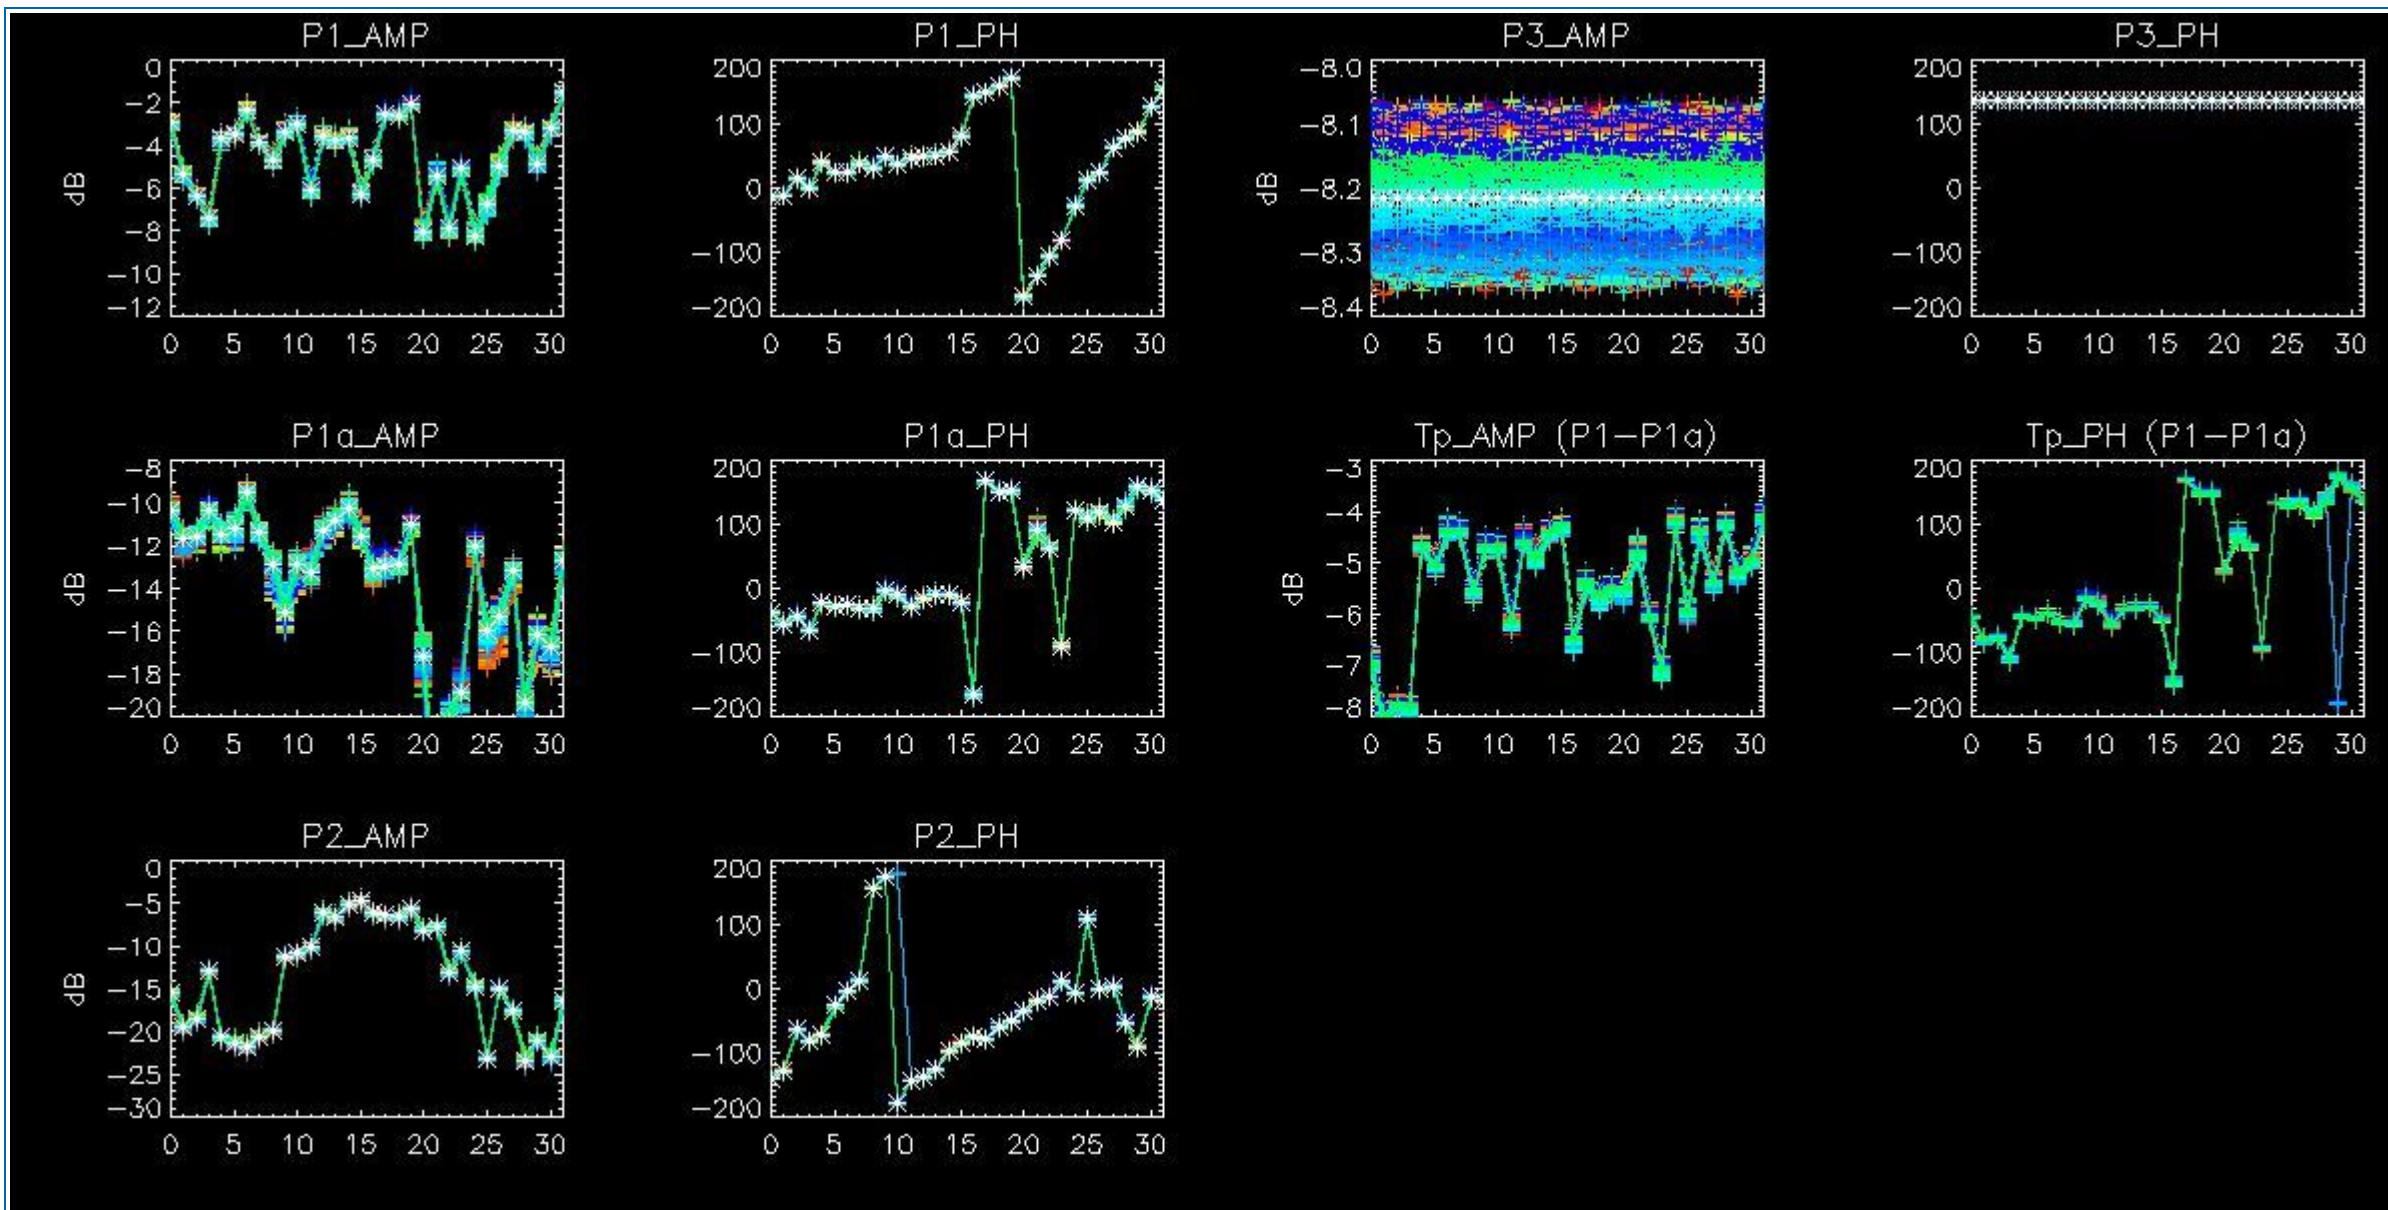 P1_AMP P1_PH P3_AMP P3_PH
0 200 -8.0 200
-2
-4 100 -8.1 100
dB -6 0 dB -8.2 0
-8
-10 -100 -8.3 -100
-12 -200 -8.4 -200
0 5 10 15 20 25 30 0 5 10 15 20 25 30 0 5 10 15 20 25 30 0 5 10 15 20 25 30
P1a_AMP P1a_PH Tp_AMP (P1-P1a) Tp_PH (P1-P1a)
-8 200 -3 200
-10 100 -4 100
-12
dB -14 0 dB -5 0
-16 -100 -6 -100
-18 -7
-20 -200 -8 -200
0 5 10 15 20 25 30 0 5 10 15 20 25 30 0 5 10 15 20 25 30 0 5 10 15 20 25 30
P2_AMP P2_PH
0 200
-5 100
-10
dB -15 0
-20 -100
-25
-30 -200
0 5 10 15 20 25 30 0 5 10 15 20 25 30